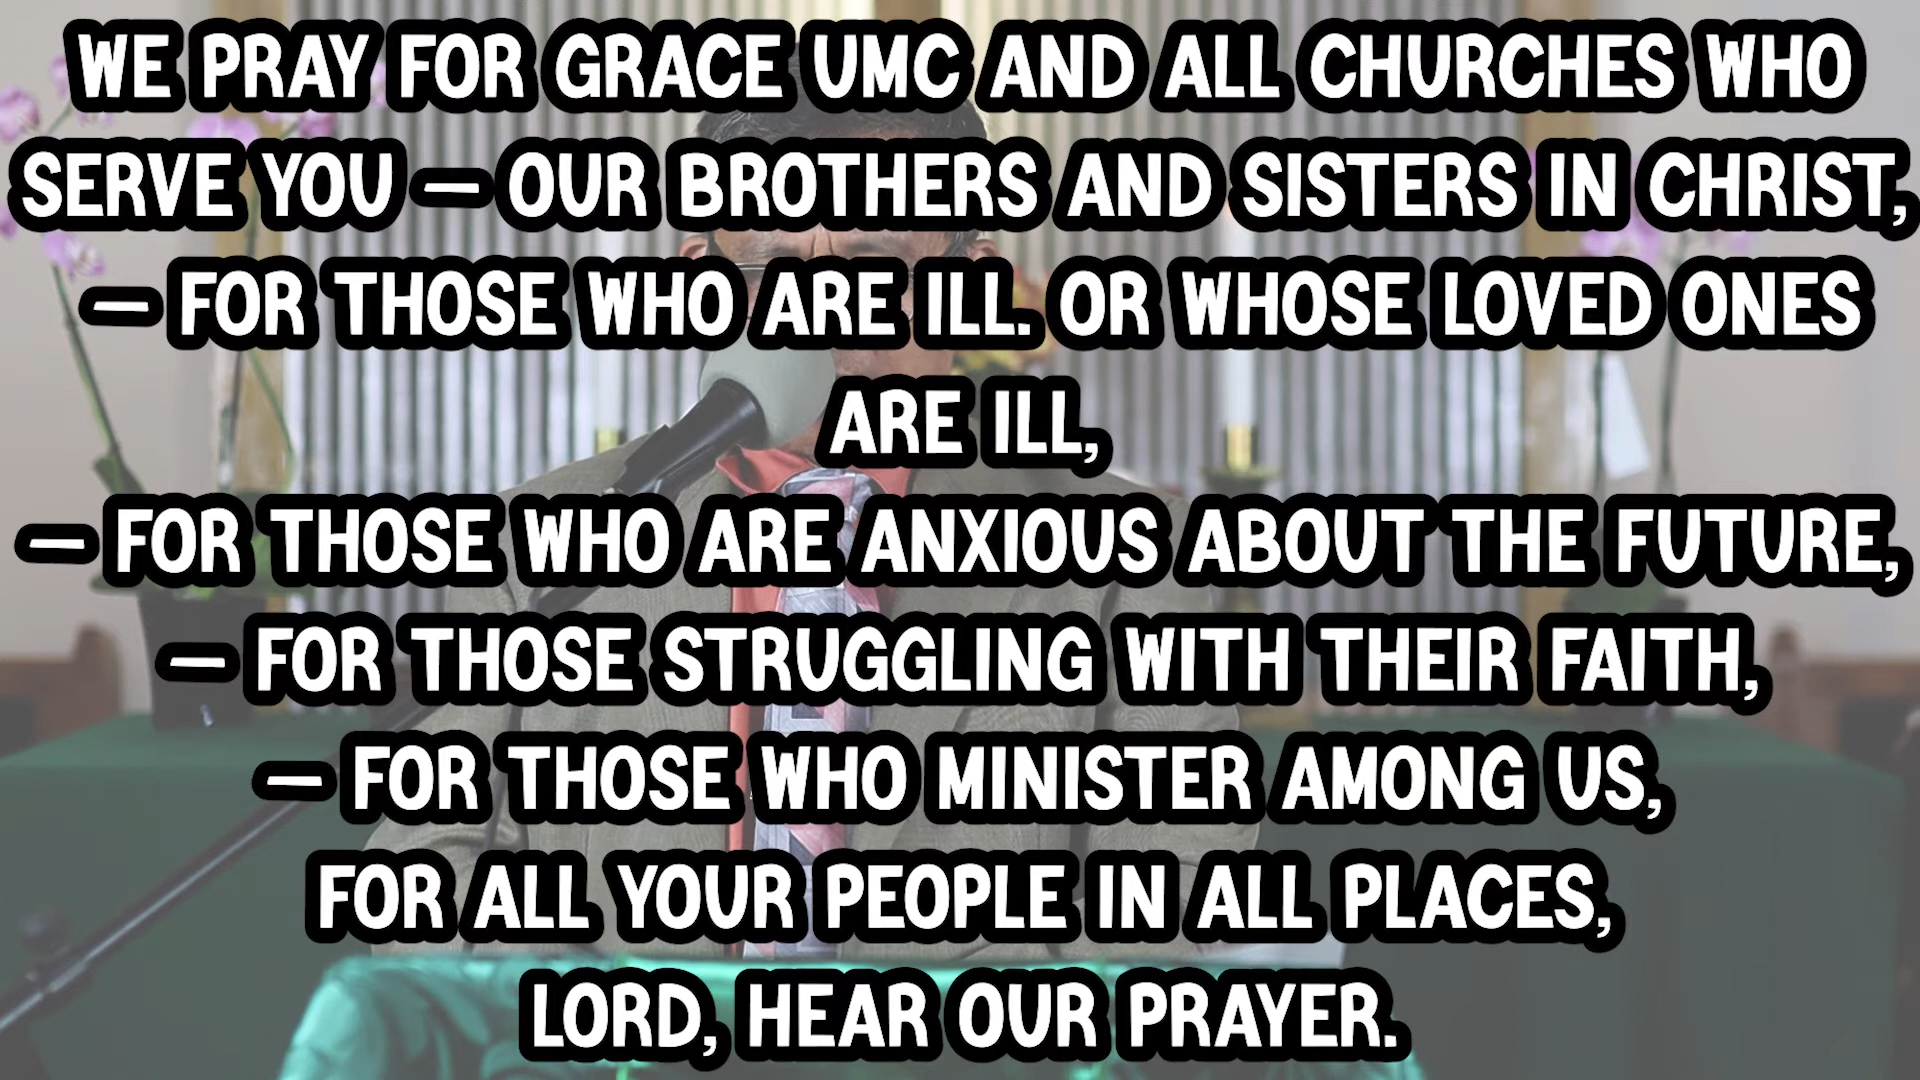 WE PRAY FOR GRACE UMC AND ALL CHURCHES WHO
SERVE YOU — OUR BROTHERS AND SISTERS IN CHRIST,
— FOR THOSE WHO ARE ILL. OR WHOSE LOVED ONES
ARE ILL,
— FOR THOSE WHO ARE ANXIOUS ABOUT THE FUTURE,
— FOR THOSE STRUGGLING WITH THEIR FAITH,
— FOR THOSE WHO MINISTER AMONG US,
FOR ALL YOUR PEOPLE IN ALL PLACES,
LORD, HEAR OUR PRAYER.